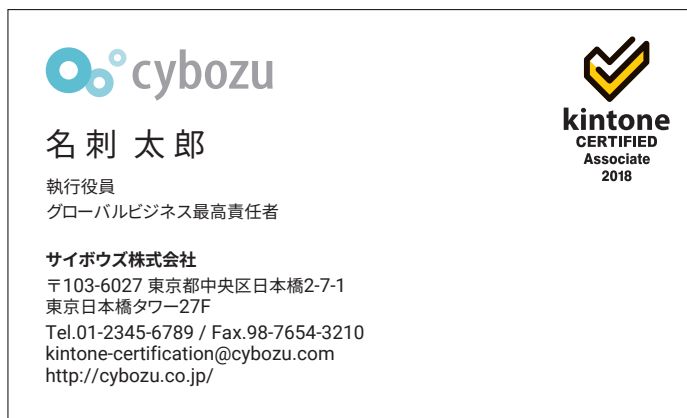 cybozu
kintone
CERTIFIED
Associate
2018
名刺 太郎
執行役員
グローバルビジネス最高責任者
サイボウズ株式会社
〒103-6027 東京都中央区日本橋2-7-1
東京日本橋タワー27F
Tel.01-2345-6789 / Fax.98-7654-3210
kintone-certification@cybozu.com
http://cybozu.co.jp/